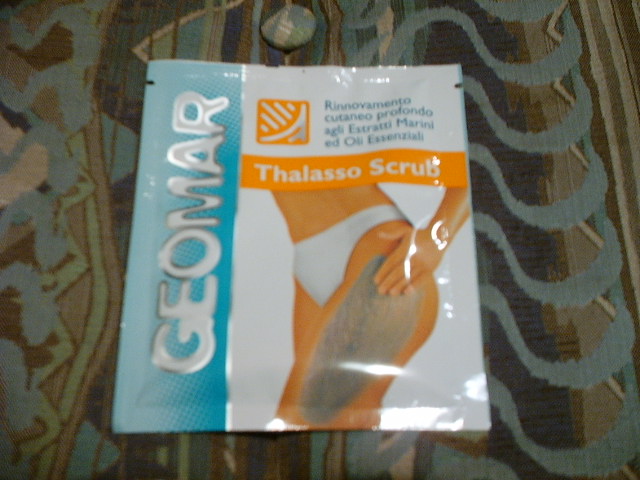 GEOMAR
Rinnovamento
cutaneo profondo
agli Estratti Marini
ed Oli Essenziali
Thalasso Scrub